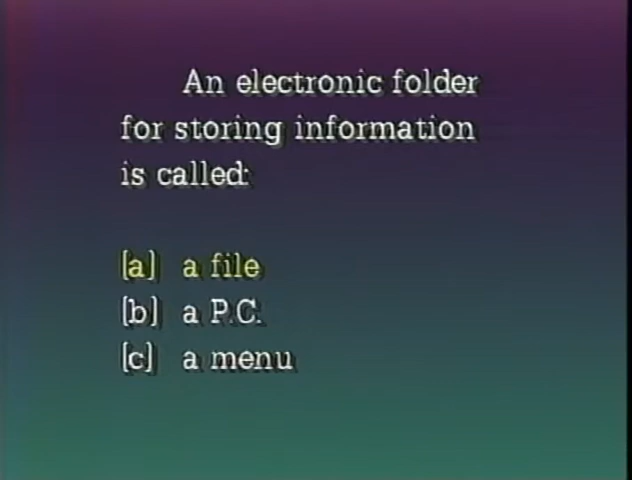 An electronic folder
for storing information
is called:
(a) a file
(b) a P.C.
(c) a menu